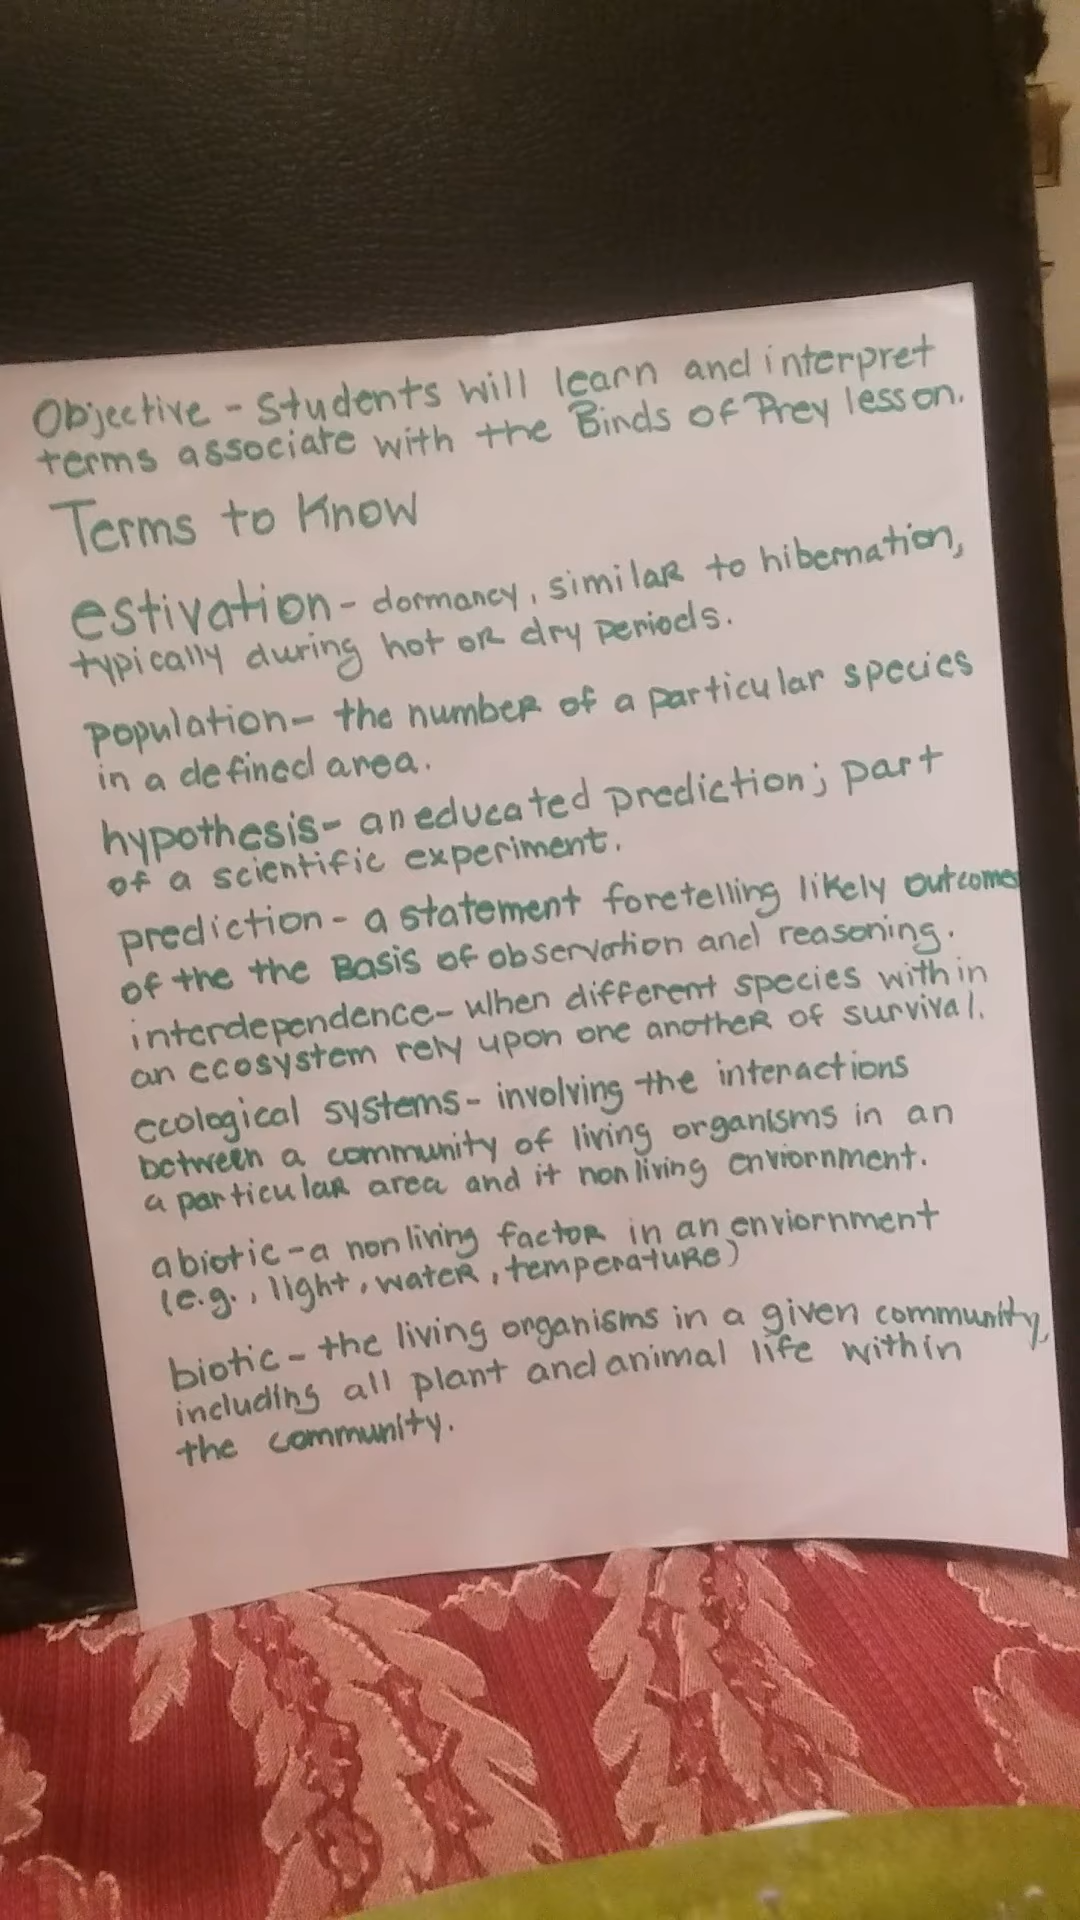 Objective - Students will learn and interpret
terms associate with the Binds of Prey lesson.
Terms to Know
estivation - dormancy, similar to hibernation,
typically during hot or dry periods.
population - the number of a particular species
in a defined area.
hypothesis - an educated prediction; part
of a scientific experiment.
prediction - a statement foretelling likely outcomes
of the the Basis of observation and reasoning.
interdependence - when different species within
an ecosystem rely upon one another of survival.
ecological systems - involving the interactions
between a community of living organisms in an
a particular area and it nonliving enviornment.
abiotic - a nonliving factor in an enviornment
(e.g., light, water, temperature)
biotic - the living organisms in a given community,
including all plant and animal life within
the community.